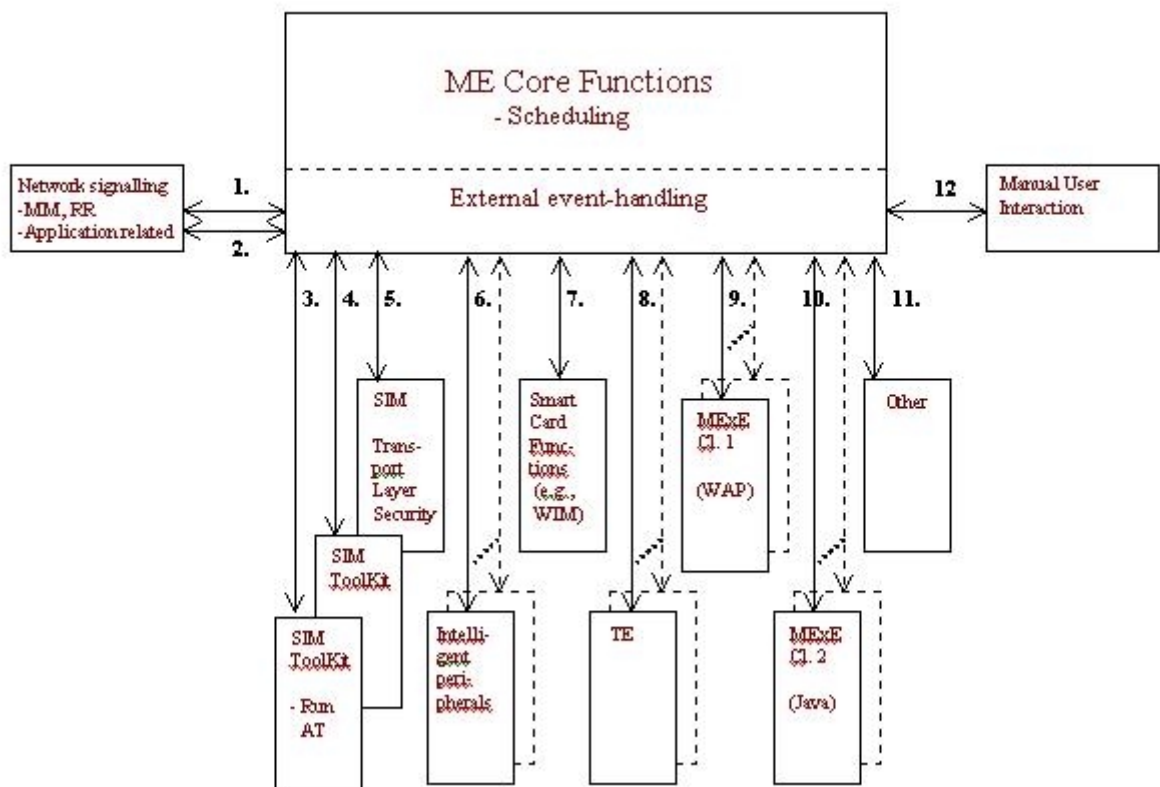 ME Core Functions
- Scheduling
External event-handling
Network signalling
-MM, RR
-Application related
1.
2.
12
Manual User
Interaction
3.
4.
5.
6.
7.
8.
9.
10.
11.
SIM
Trans-
port
Layer
Security
Smart
Card
Func-
tions
(e.g.,
WIM)
MExE
Cl. 1
(WAP)
Other
SIM
ToolKit
SIM
ToolKit
- Run
AT
Intelli-
gent
peri-
pherals
TE
MExE
Cl. 2
(Java)